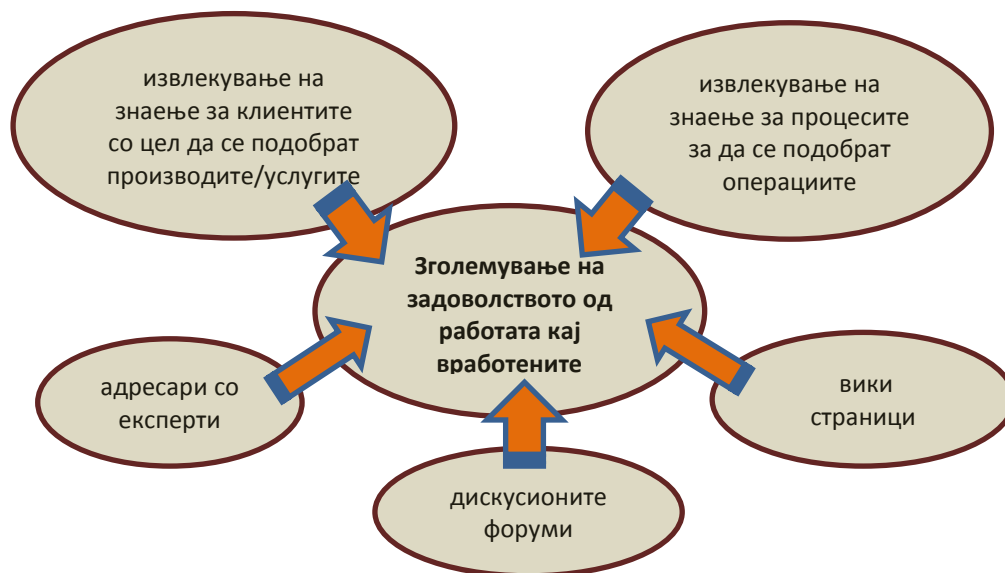 извлекување на
знаење за клиентите
со цел да се подобрат
производите/услугите
извлекување на
знаење за процесите
за да се подобрат
операциите
Зголемување на
задоволството од
работата кај
вработените
адресари со
експерти
вики
страници
дискусионите
форуми